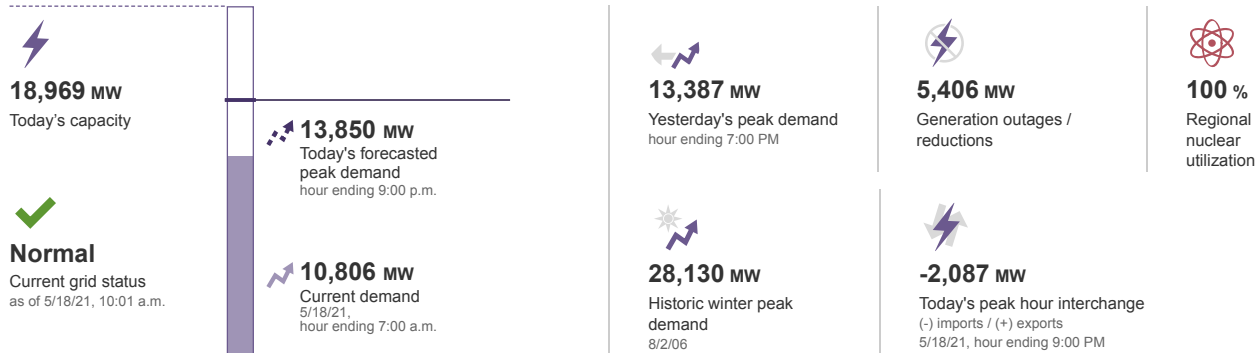 18,969 MW
Today's capacity
Normal
Current grid status
as of 5/18/21, 10:01 a.m.
13,850 MW
Today's forecasted
peak demand
hour ending 9:00 p.m.
10,806 MW
Current demand
5/18/21,
hour ending 7:00 a.m.
13,387 MW
Yesterday's peak demand
hour ending 7:00 PM
5,406 MW
Generation outages /
reductions
100 %
Regional
nuclear
utilization
28,130 MW
Historic winter peak
demand
8/2/06
-2,087 MW
Today's peak hour interchange
(-) imports / (+) exports
5/18/21, hour ending 9:00 PM